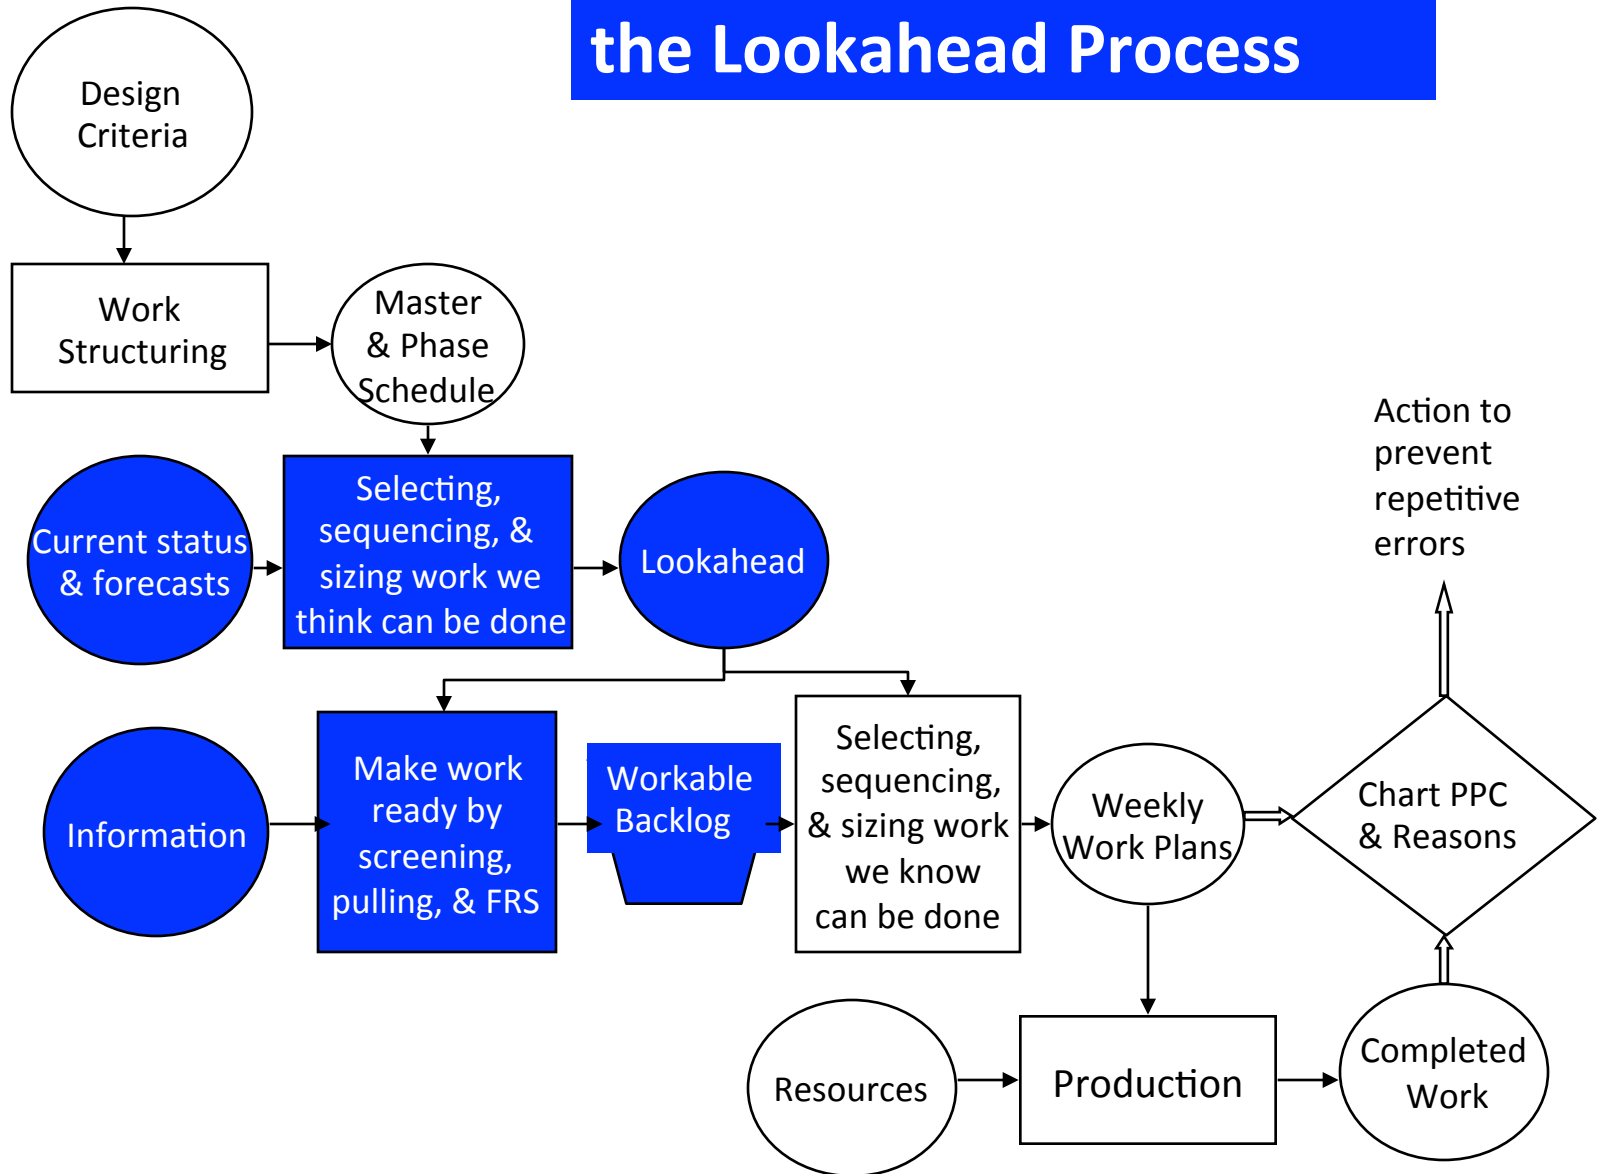 the Lookahead Process
Design
Criteria
Work
Structuring
Master
& Phase
Schedule
Action to
prevent
repetitive
errors
Current status
& forecasts
Selecting,
sequencing, &
sizing work we
think can be done
Lookahead
Information
Make work
ready by
screening,
pulling, & FRS
Workable
Backlog
Selecting,
sequencing,
& sizing work
we know
can be done
Weekly
Work Plans
Chart PPC
& Reasons
Resources
Production
Completed
Work